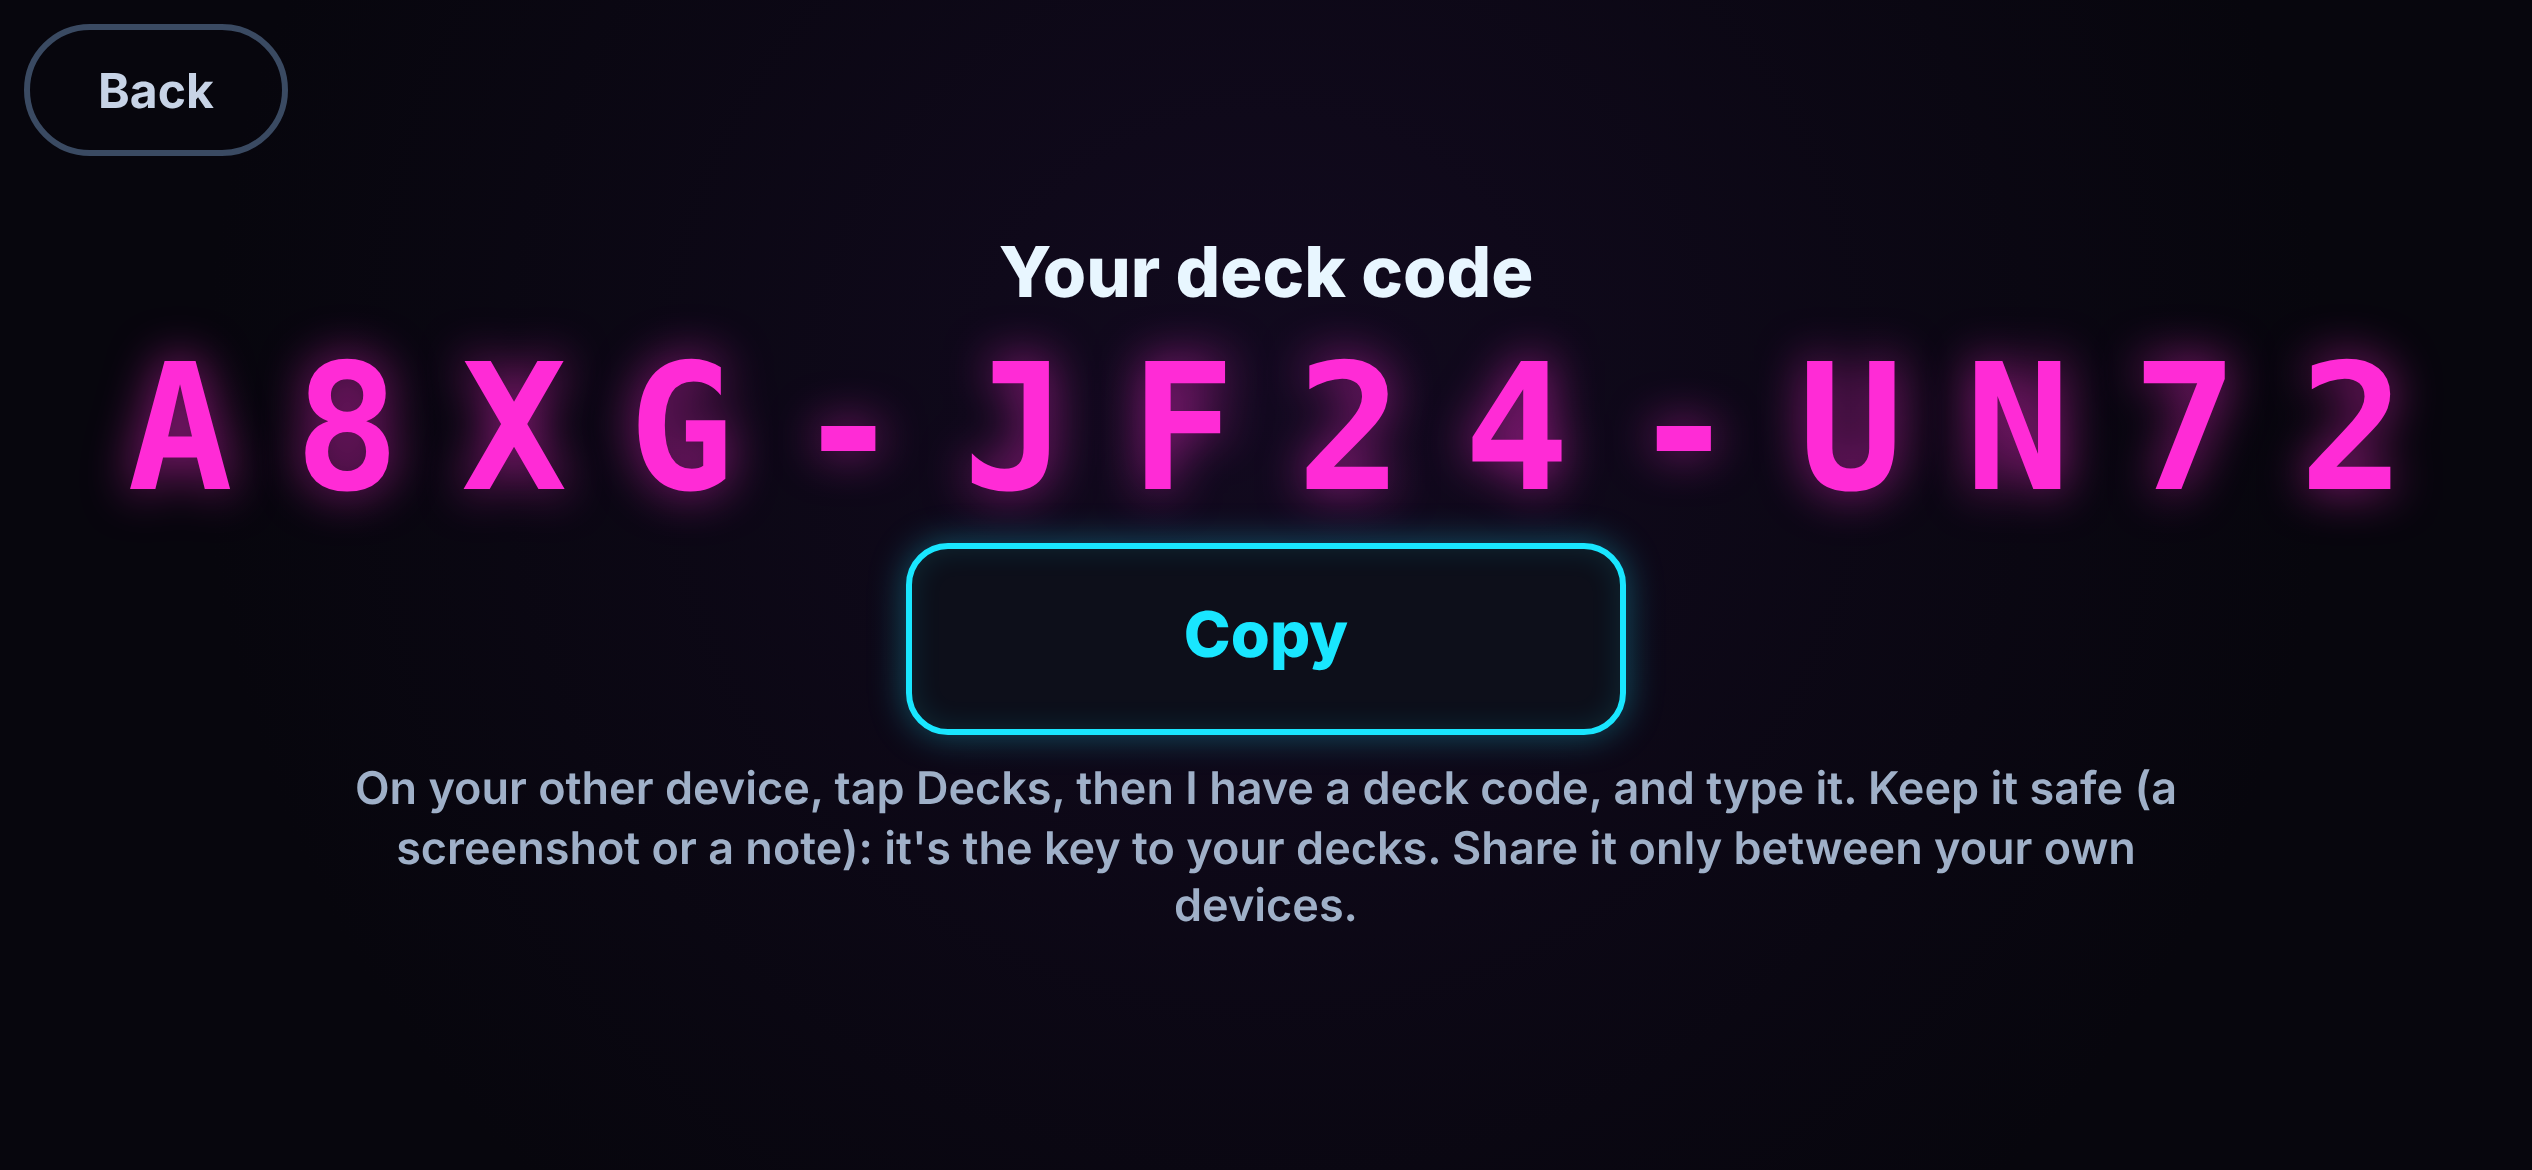 Back
Your deck code
A8XG-JF24-UN72
Copy
On your other device, tap Decks, then I have a deck code, and type it. Keep it safe (a
screenshot or a note): it's the key to your decks. Share it only between your own
devices.